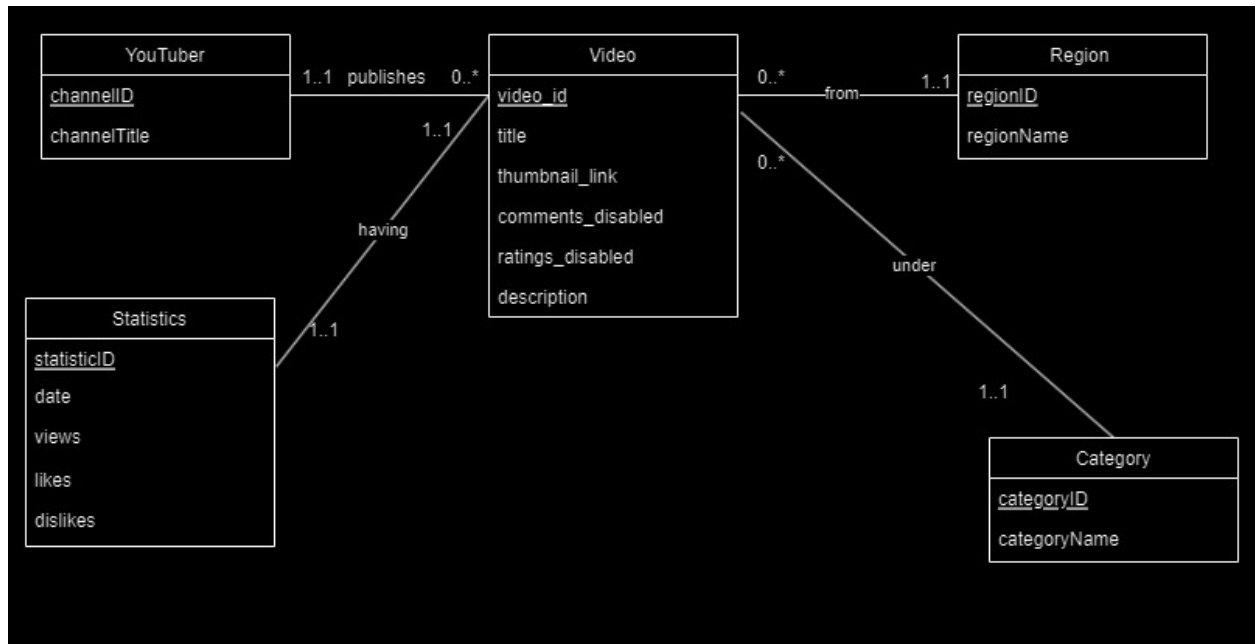 YouTuber
channelID
channelTitle
1..1 publishes 0..*
Video
video_id
title
thumbnail_link
comments_disabled
ratings_disabled
description
0..* from 1..1
Region
regionID
regionName
1..1
having
1..1
0..*
under
1..1
Statistics
statisticID
date
views
likes
dislikes
Category
categoryID
categoryName